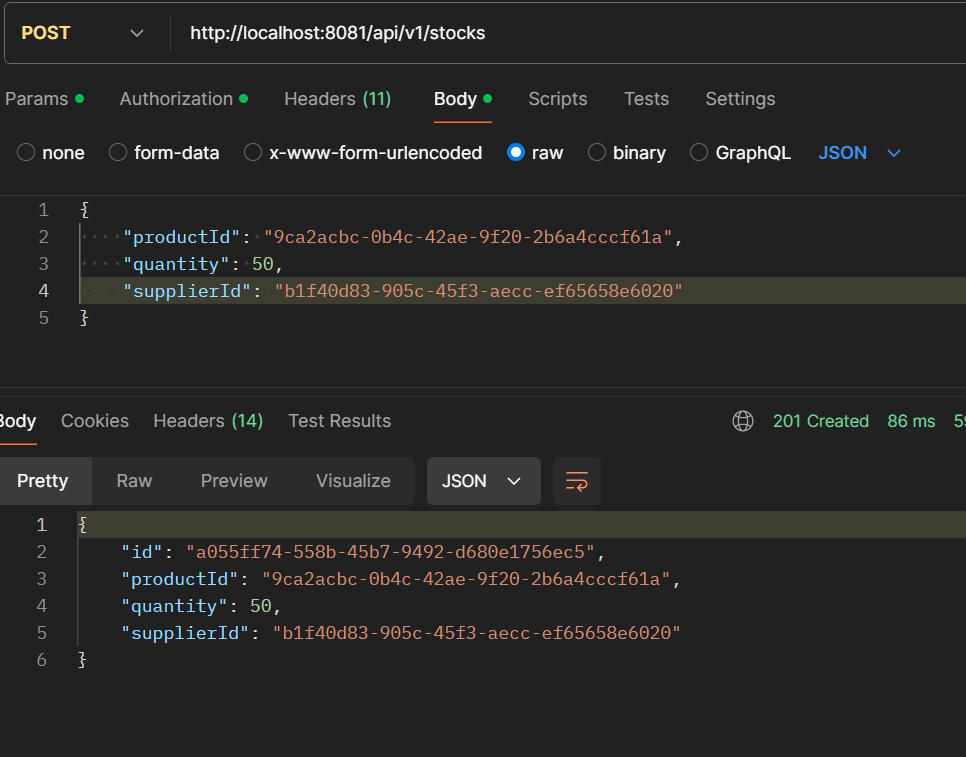 POST http://localhost:8081/api/v1/stocks
Params Authorization Headers (11) Body Scripts Tests Settings
none form-data x-www-form-urlencoded raw binary GraphQL JSON
1 {
2 "productId": "9ca2acbc-0b4c-42ae-9f20-2b6a4cccf61a",
3 "quantity": 50,
4 "supplierId": "b1f40d83-905c-45f3-aecc-ef65658e6020"
5 }
Body Cookies Headers (14) Test Results 201 Created 86 ms
Pretty Raw Preview Visualize JSON
1 {
2 "id": "a055ff74-558b-45b7-9492-d680e1756ec5",
3 "productId": "9ca2acbc-0b4c-42ae-9f20-2b6a4cccf61a",
4 "quantity": 50,
5 "supplierId": "b1f40d83-905c-45f3-aecc-ef65658e6020"
6 }